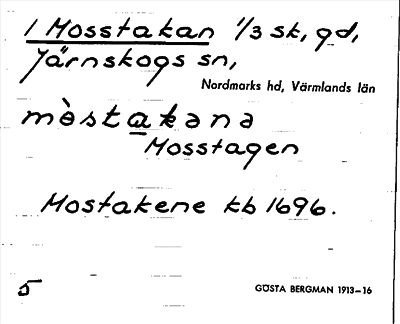 1 Mosstakan 1/3 sk, gd,
Järnskogs sn,
Nordmarks hd, Värmlands län
mòstakana
Mosstagen
Mostakene kb 1696.
5
GÖSTA BERGMAN 1913–16